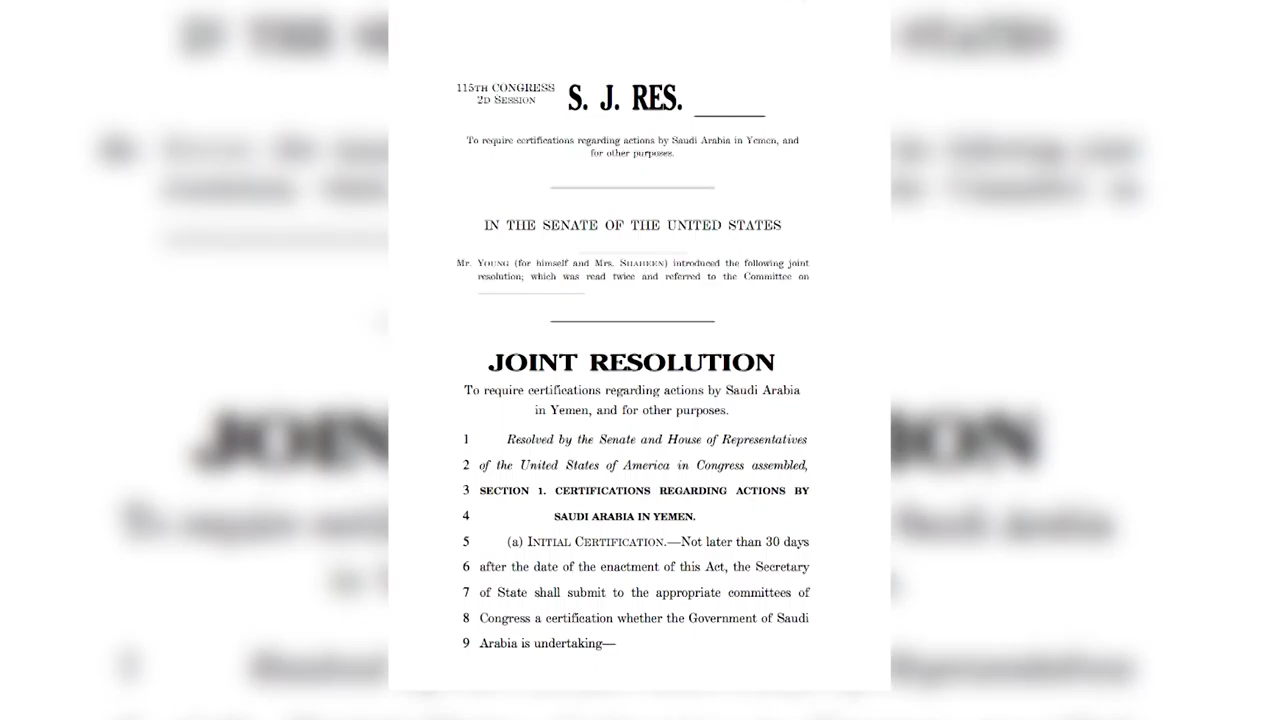 115TH CONGRESS
2D SESSION
S. J. RES.
To require certifications regarding actions by Saudi Arabia in Yemen, and
for other purposes.
IN THE SENATE OF THE UNITED STATES
Mr. YOUNG (for himself and Mrs. SHAHEEN) introduced the following joint
resolution; which was read twice and referred to the Committee on
JOINT RESOLUTION
To require certifications regarding actions by Saudi Arabia
in Yemen, and for other purposes.
1 Resolved by the Senate and House of Representatives
2 of the United States of America in Congress assembled,
3 SECTION 1. CERTIFICATIONS REGARDING ACTIONS BY
4 SAUDI ARABIA IN YEMEN.
5 (a) INITIAL CERTIFICATION.—Not later than 30 days
6 after the date of the enactment of this Act, the Secretary
7 of State shall submit to the appropriate committees of
8 Congress a certification whether the Government of Saudi
9 Arabia is undertaking—